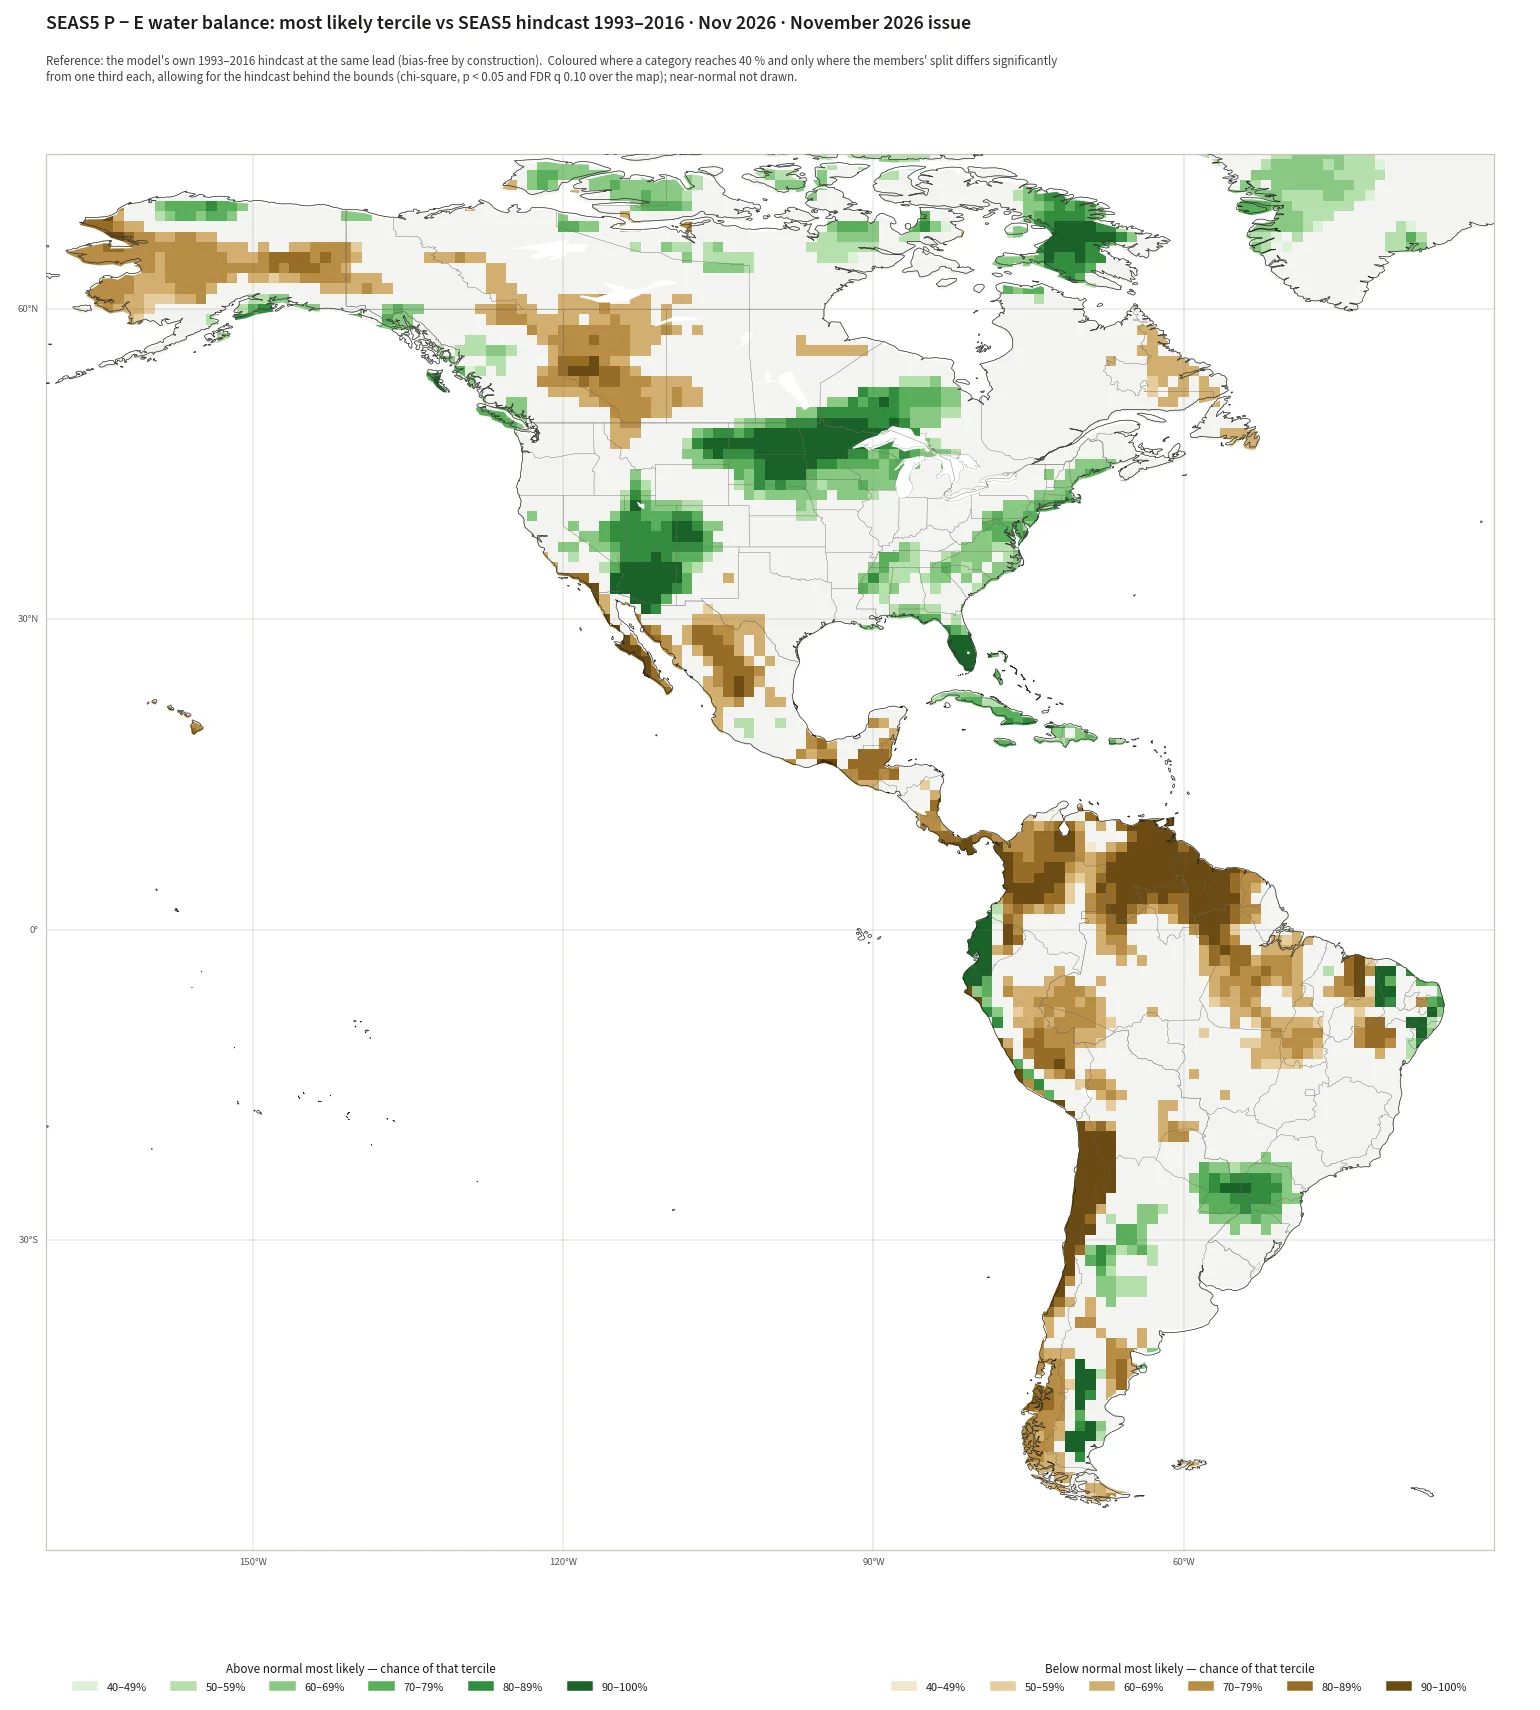 SEAS5 P − E water balance: most likely tercile vs SEAS5 hindcast 1993–2016 · Nov 2026 · November 2026 issue
Reference: the model's own 1993–2016 hindcast at the same lead (bias-free by construction). Coloured where a category reaches 40 % and only where the members' split differs significantly
from one third each, allowing for the hindcast behind the bounds (chi-square, p < 0.05 and FDR q 0.10 over the map); near-normal not drawn.
60°N
30°N
0°
30°S
150°W 120°W 90°W 60°W
Above normal most likely — chance of that tercile
40–49% 50–59% 60–69% 70–79% 80–89% 90–100%
Below normal most likely — chance of that tercile
40–49% 50–59% 60–69% 70–79% 80–89% 90–100%